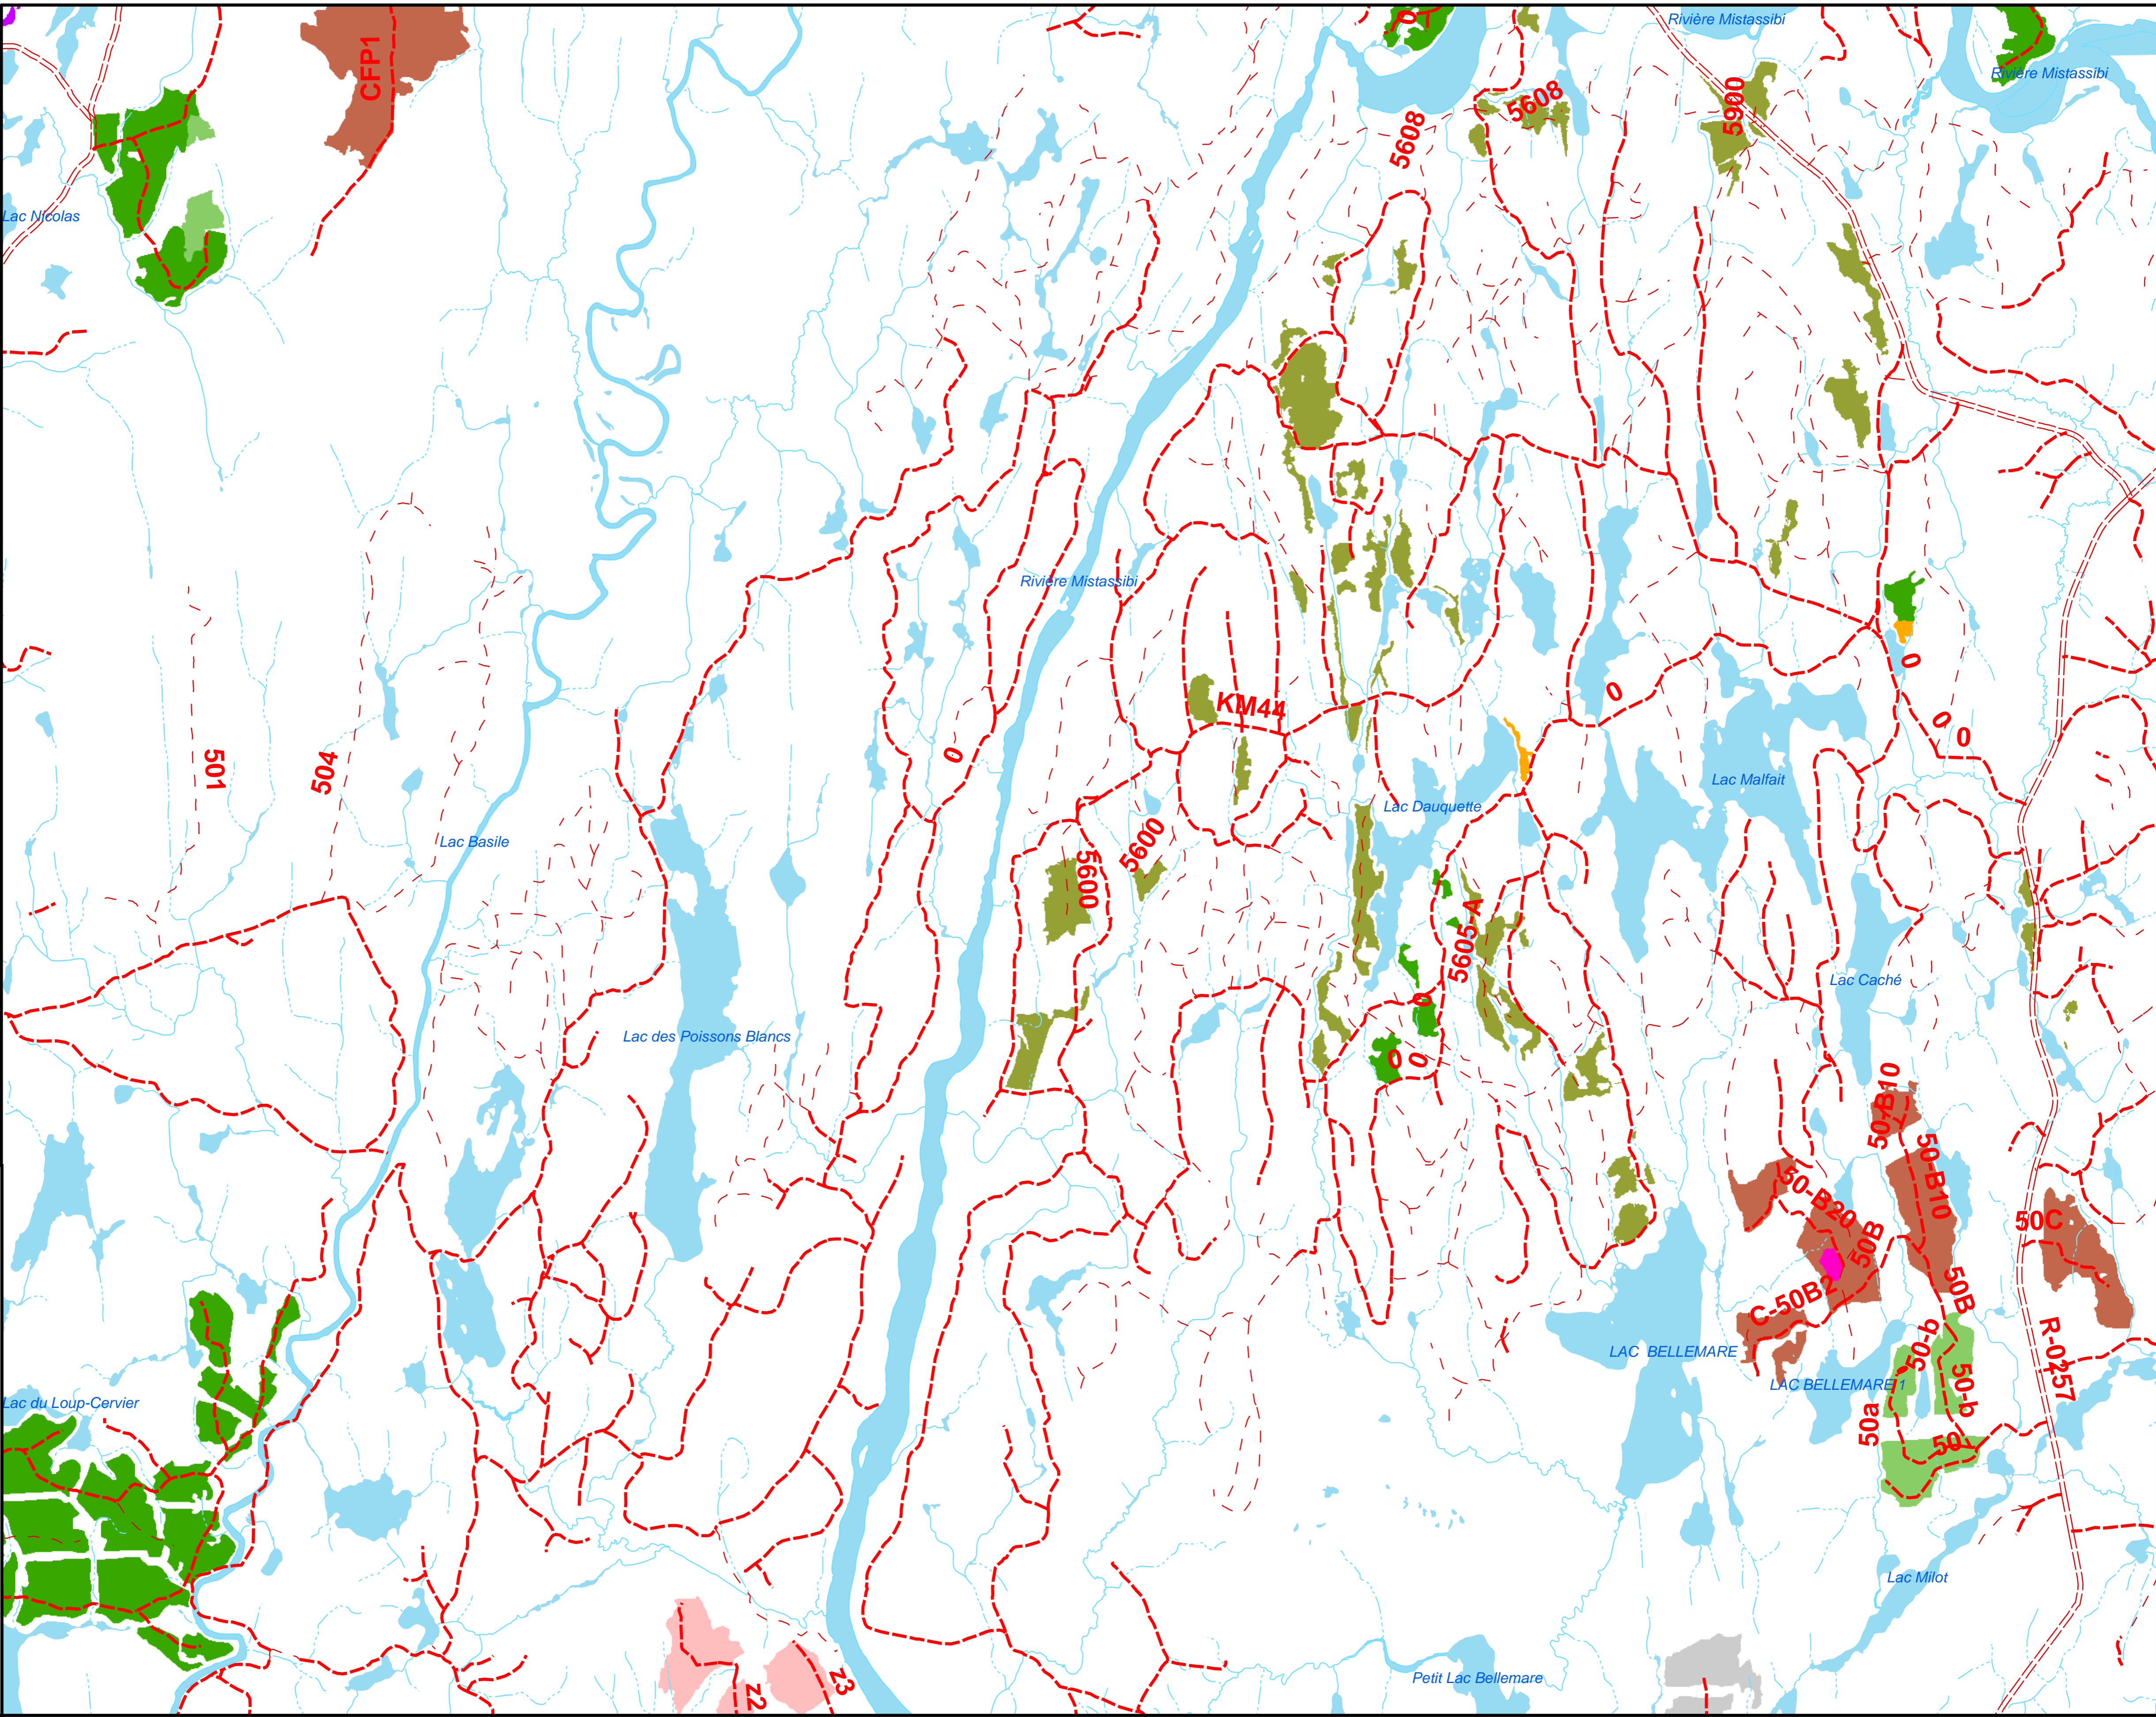 Rivière Mistassibi
0
CFP1
Rivière Mistassibi
5608
5900
5608
Lac Nicolas
Rivière Mistassibi
0
0
KM44
0
0
0
501
504
0
Lac Malfait
Lac Dauquette
Lac Basile
5600
5600
5605-A
Lac Caché
0
Lac des Poissons Blancs
0
0
50-B10
50-B10
50-B20
50C
50B
50B
C-50B2
50-b
R-0257
LAC BELLEMARE
LAC BELLEMARE 1
50-b
Lac du Loup-Cervier
50a
50
Lac Milot
Petit Lac Bellemare
z3
z2